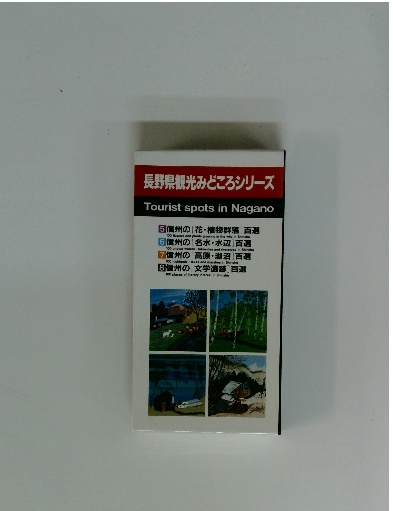 長野県観光みどころシリーズ
Tourist spots in Nagano
5 信州の「花・植物群落」百選
6 信州の「名水・水辺」百選
7 信州の「高原・湖沼」百選
8 信州の「文学遺跡」百選